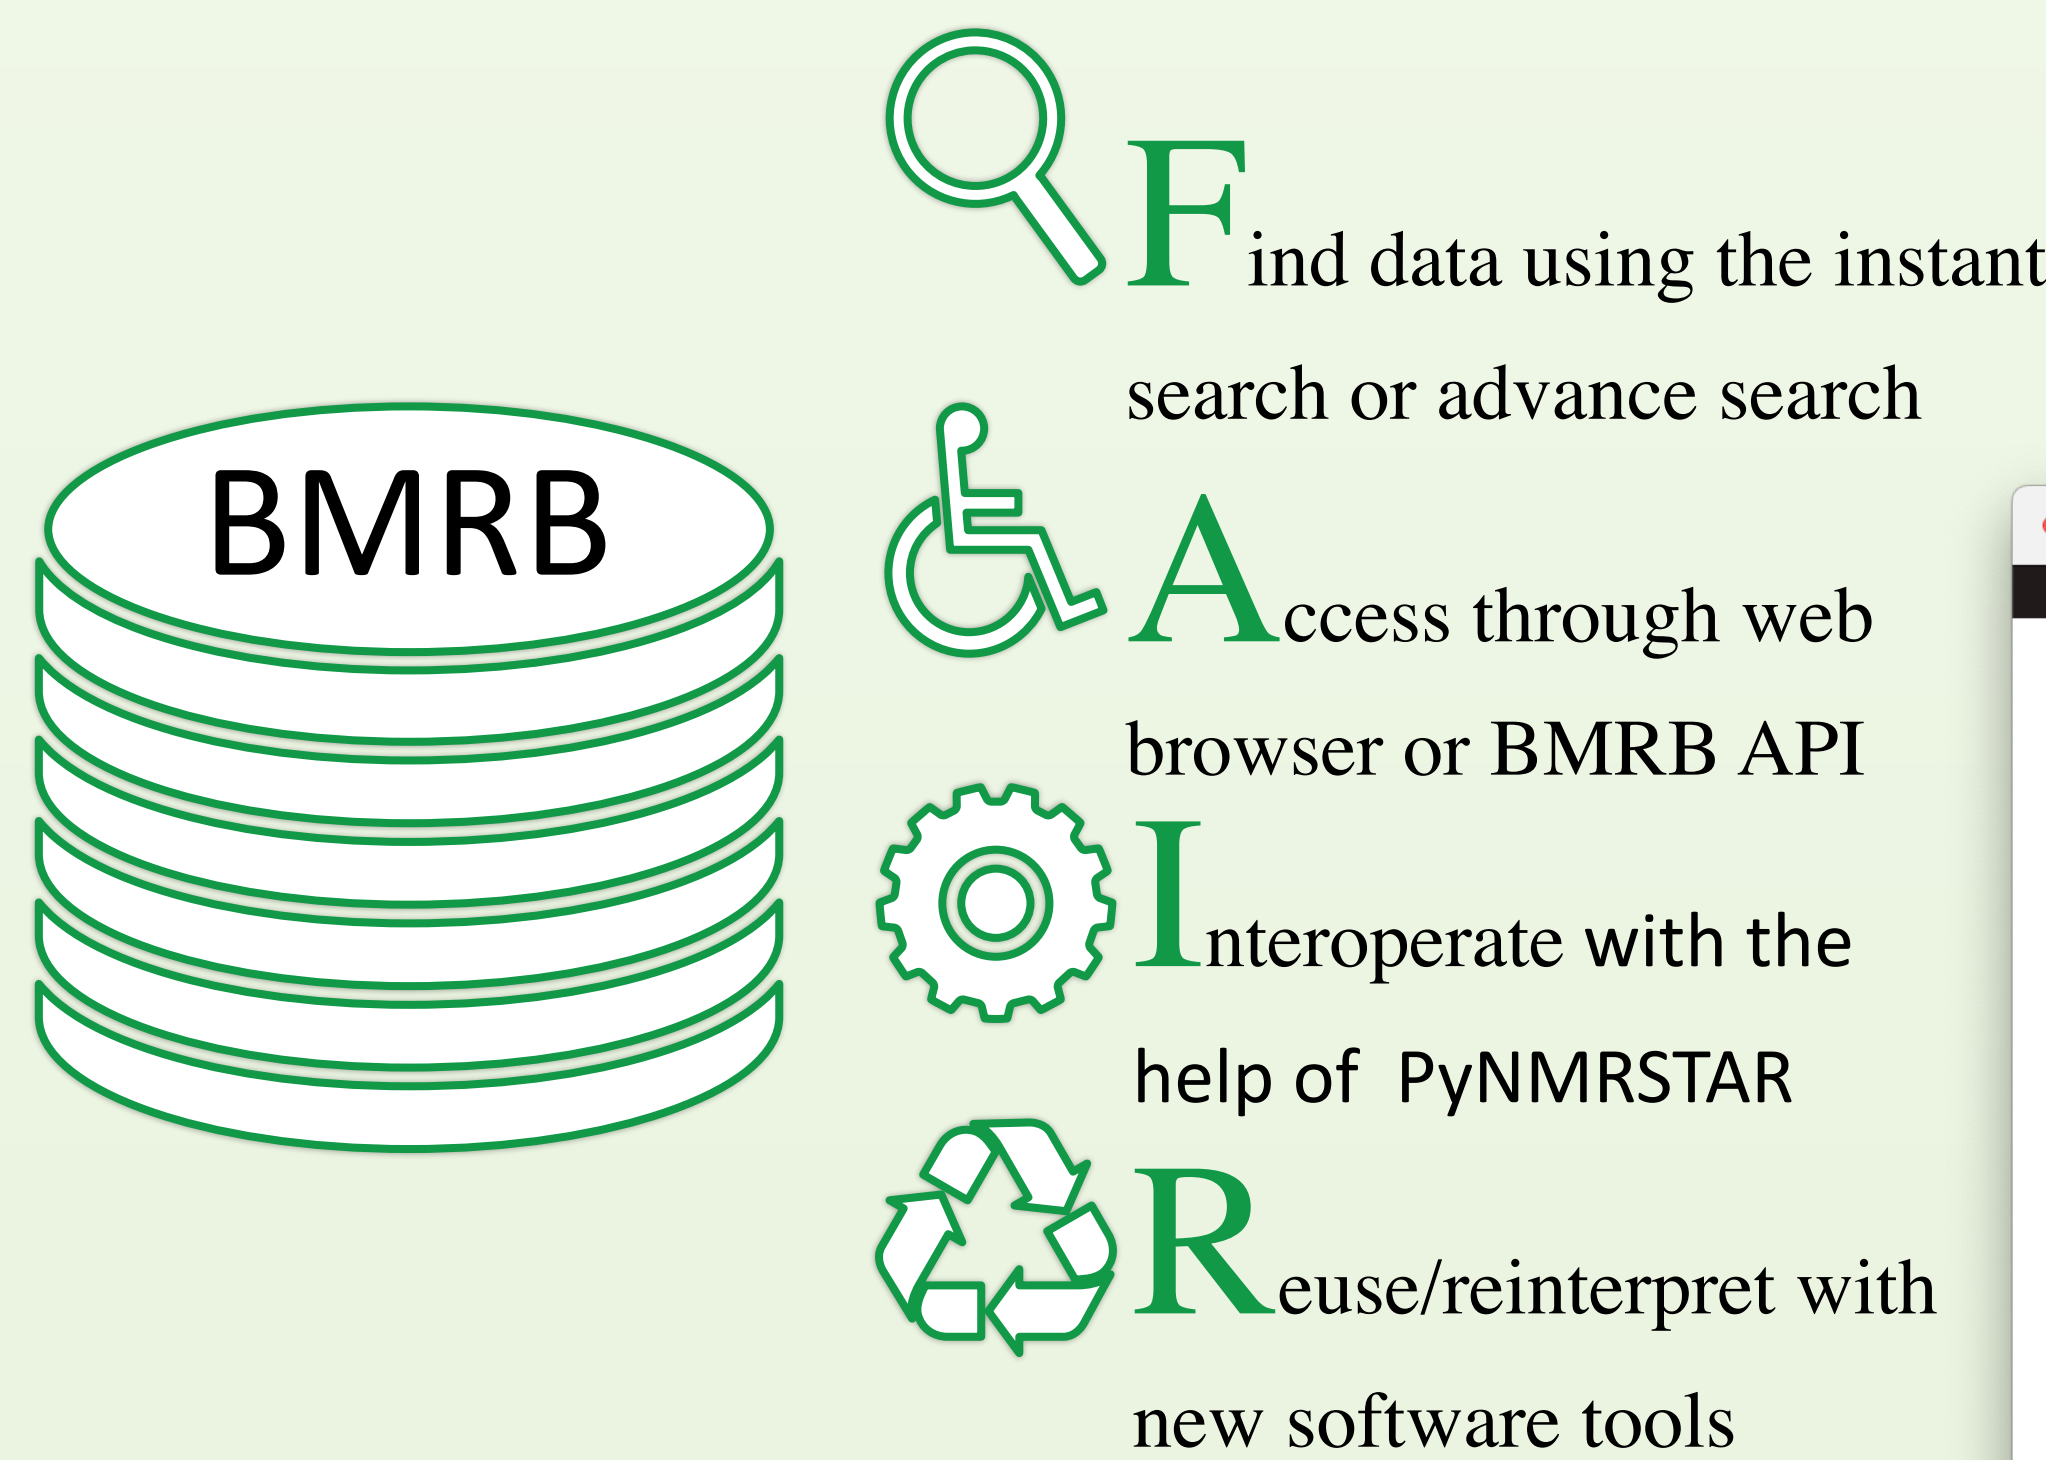 BMRB
Find data using the instant
search or advance search
Access through web
browser or BMRB API
Interoperate with the
help of  PyNMRSTAR
Reuse/reinterpret with
new software tools